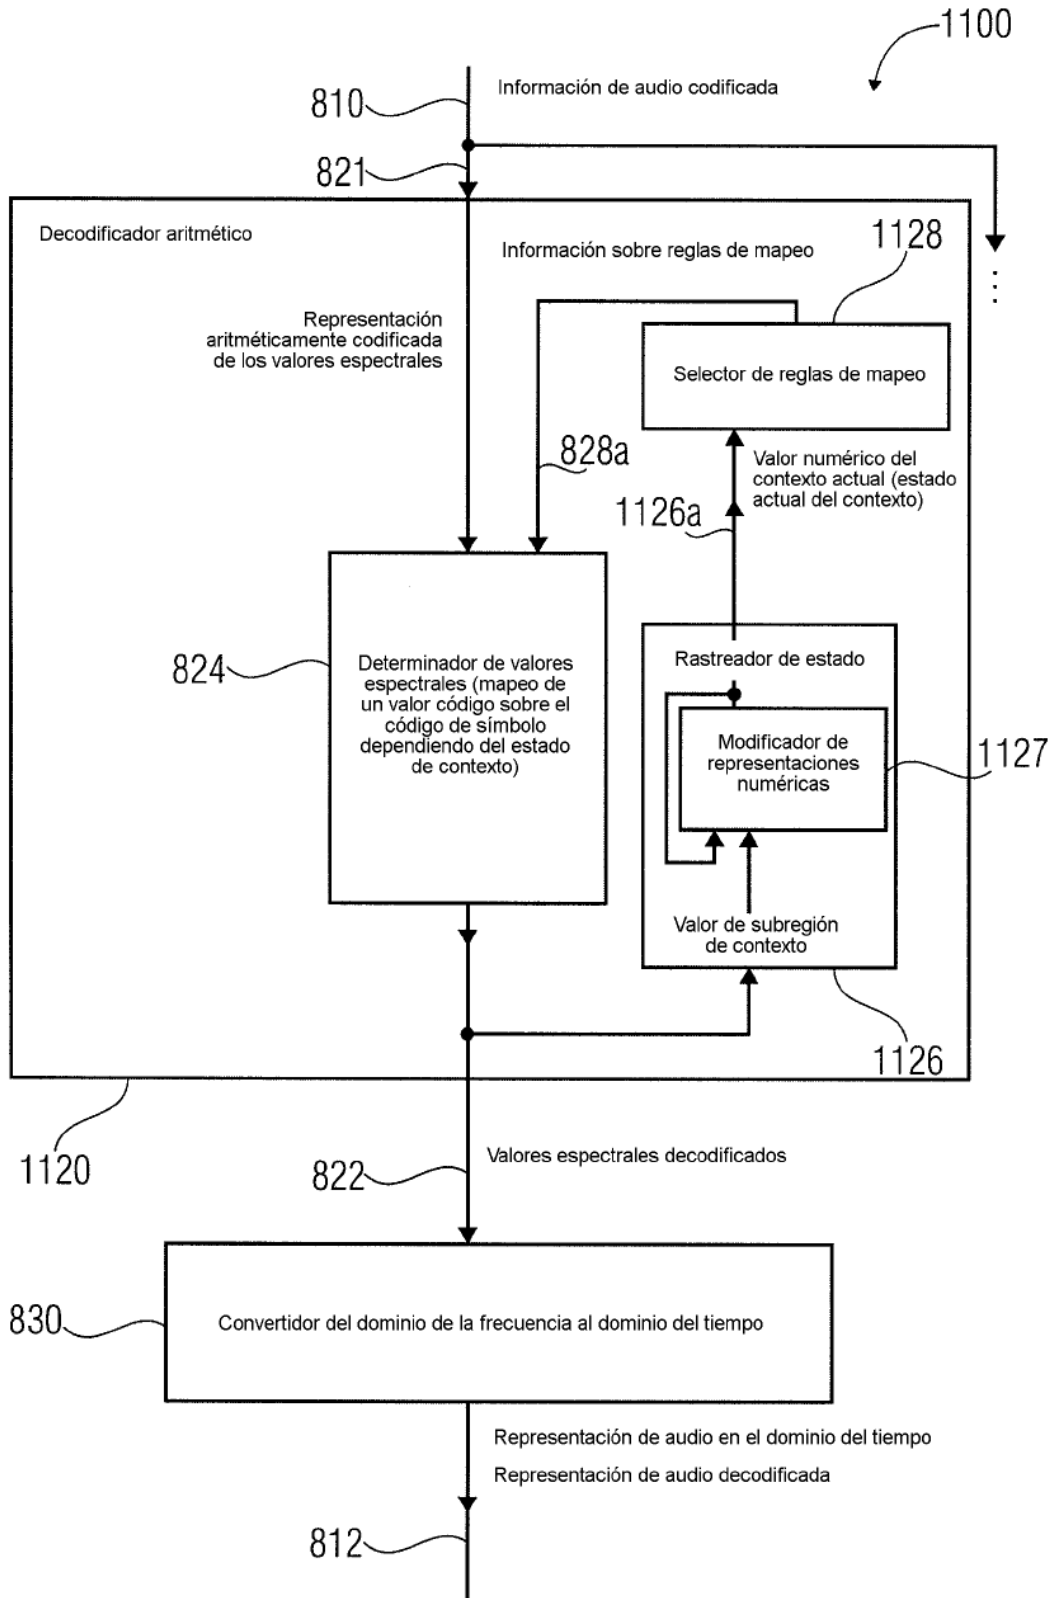 1100
810
Información de audio codificada
821
Decodificador aritmético
Información sobre reglas de mapeo
1128
Representación
aritméticamente codificada
de los valores espectrales
Selector de reglas de mapeo
828a
Valor numérico del
contexto actual (estado
actual del contexto)
1126a
824
Determinador de valores
espectrales (mapeo de
un valor código sobre el
código de símbolo
dependiendo del estado
de contexto)
Rastreador de estado
Modificador de
representaciones
numéricas
1127
Valor de subregión
de contexto
1126
1120
822
Valores espectrales decodificados
830
Convertidor del dominio de la frecuencia al dominio del tiempo
Representación de audio en el dominio del tiempo
Representación de audio decodificada
812